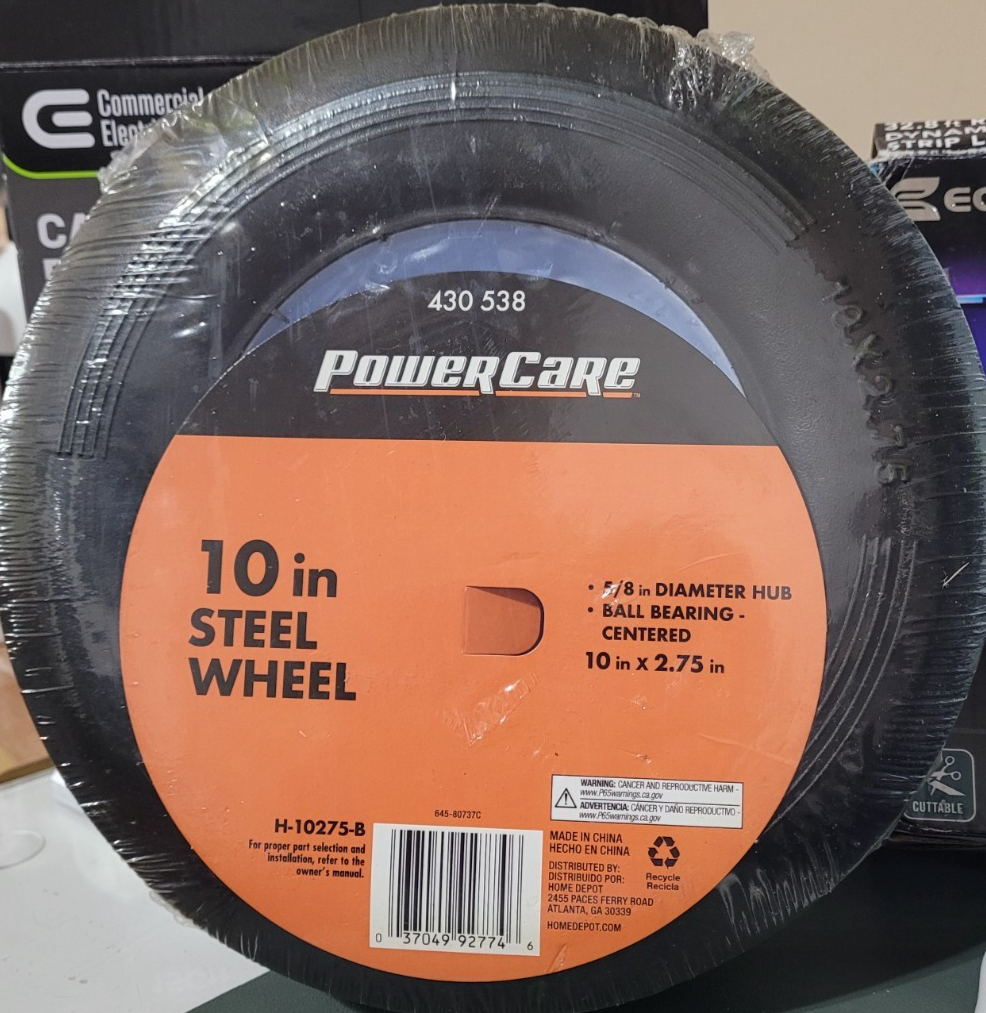 Commercial
CA
DYNAM
STRIP L
430 538
PowerCare™
10 in
STEEL
WHEEL
• 5/8 in DIAMETER HUB
• BALL BEARING -
CENTERED
10 in x 2.75 in
WARNING: CANCER AND REPRODUCTIVE HARM -
www.P65warnings.ca.gov
ADVERTENCIA: CÁNCER Y DAÑO REPRODUCTIVO -
www.P65warnings.ca.gov
645-80737C
H-10275-B
For proper part selection and
installation, refer to the
owner's manual.
0 37049 92774 6
MADE IN CHINA
HECHO EN CHINA
DISTRIBUTED BY:
DISTRIBUIDO POR:
HOME DEPOT
2455 PACES FERRY ROAD
ATLANTA, GA 30339
HOMEDEPOT.COM
Recycle
Recicla
CUTTABLE